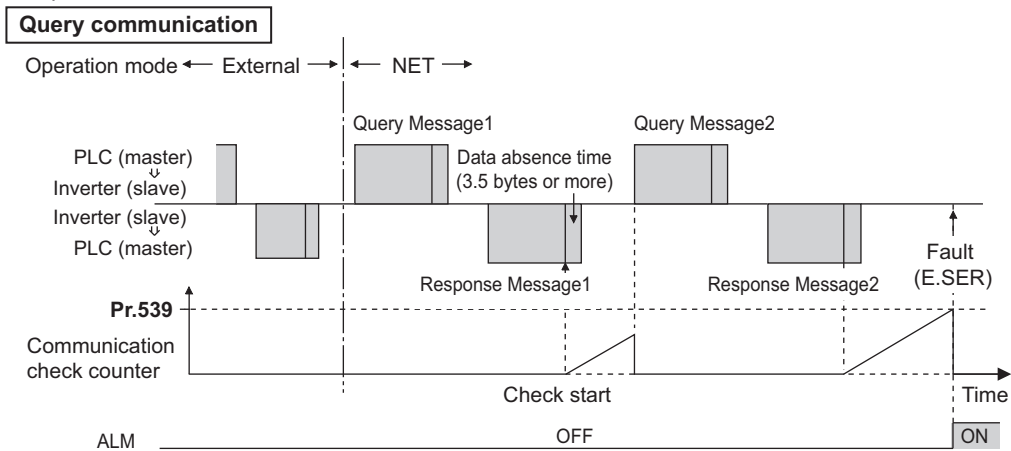 Query communication
Operation mode External NET
Query Message1 Query Message2
PLC (master)
Inverter (slave)
Inverter (slave)
PLC (master)
Data absence time
(3.5 bytes or more)
Response Message1 Response Message2
Fault
(E.SER)
Pr.539
Communication
check counter
Check start
Time
ALM OFF ON